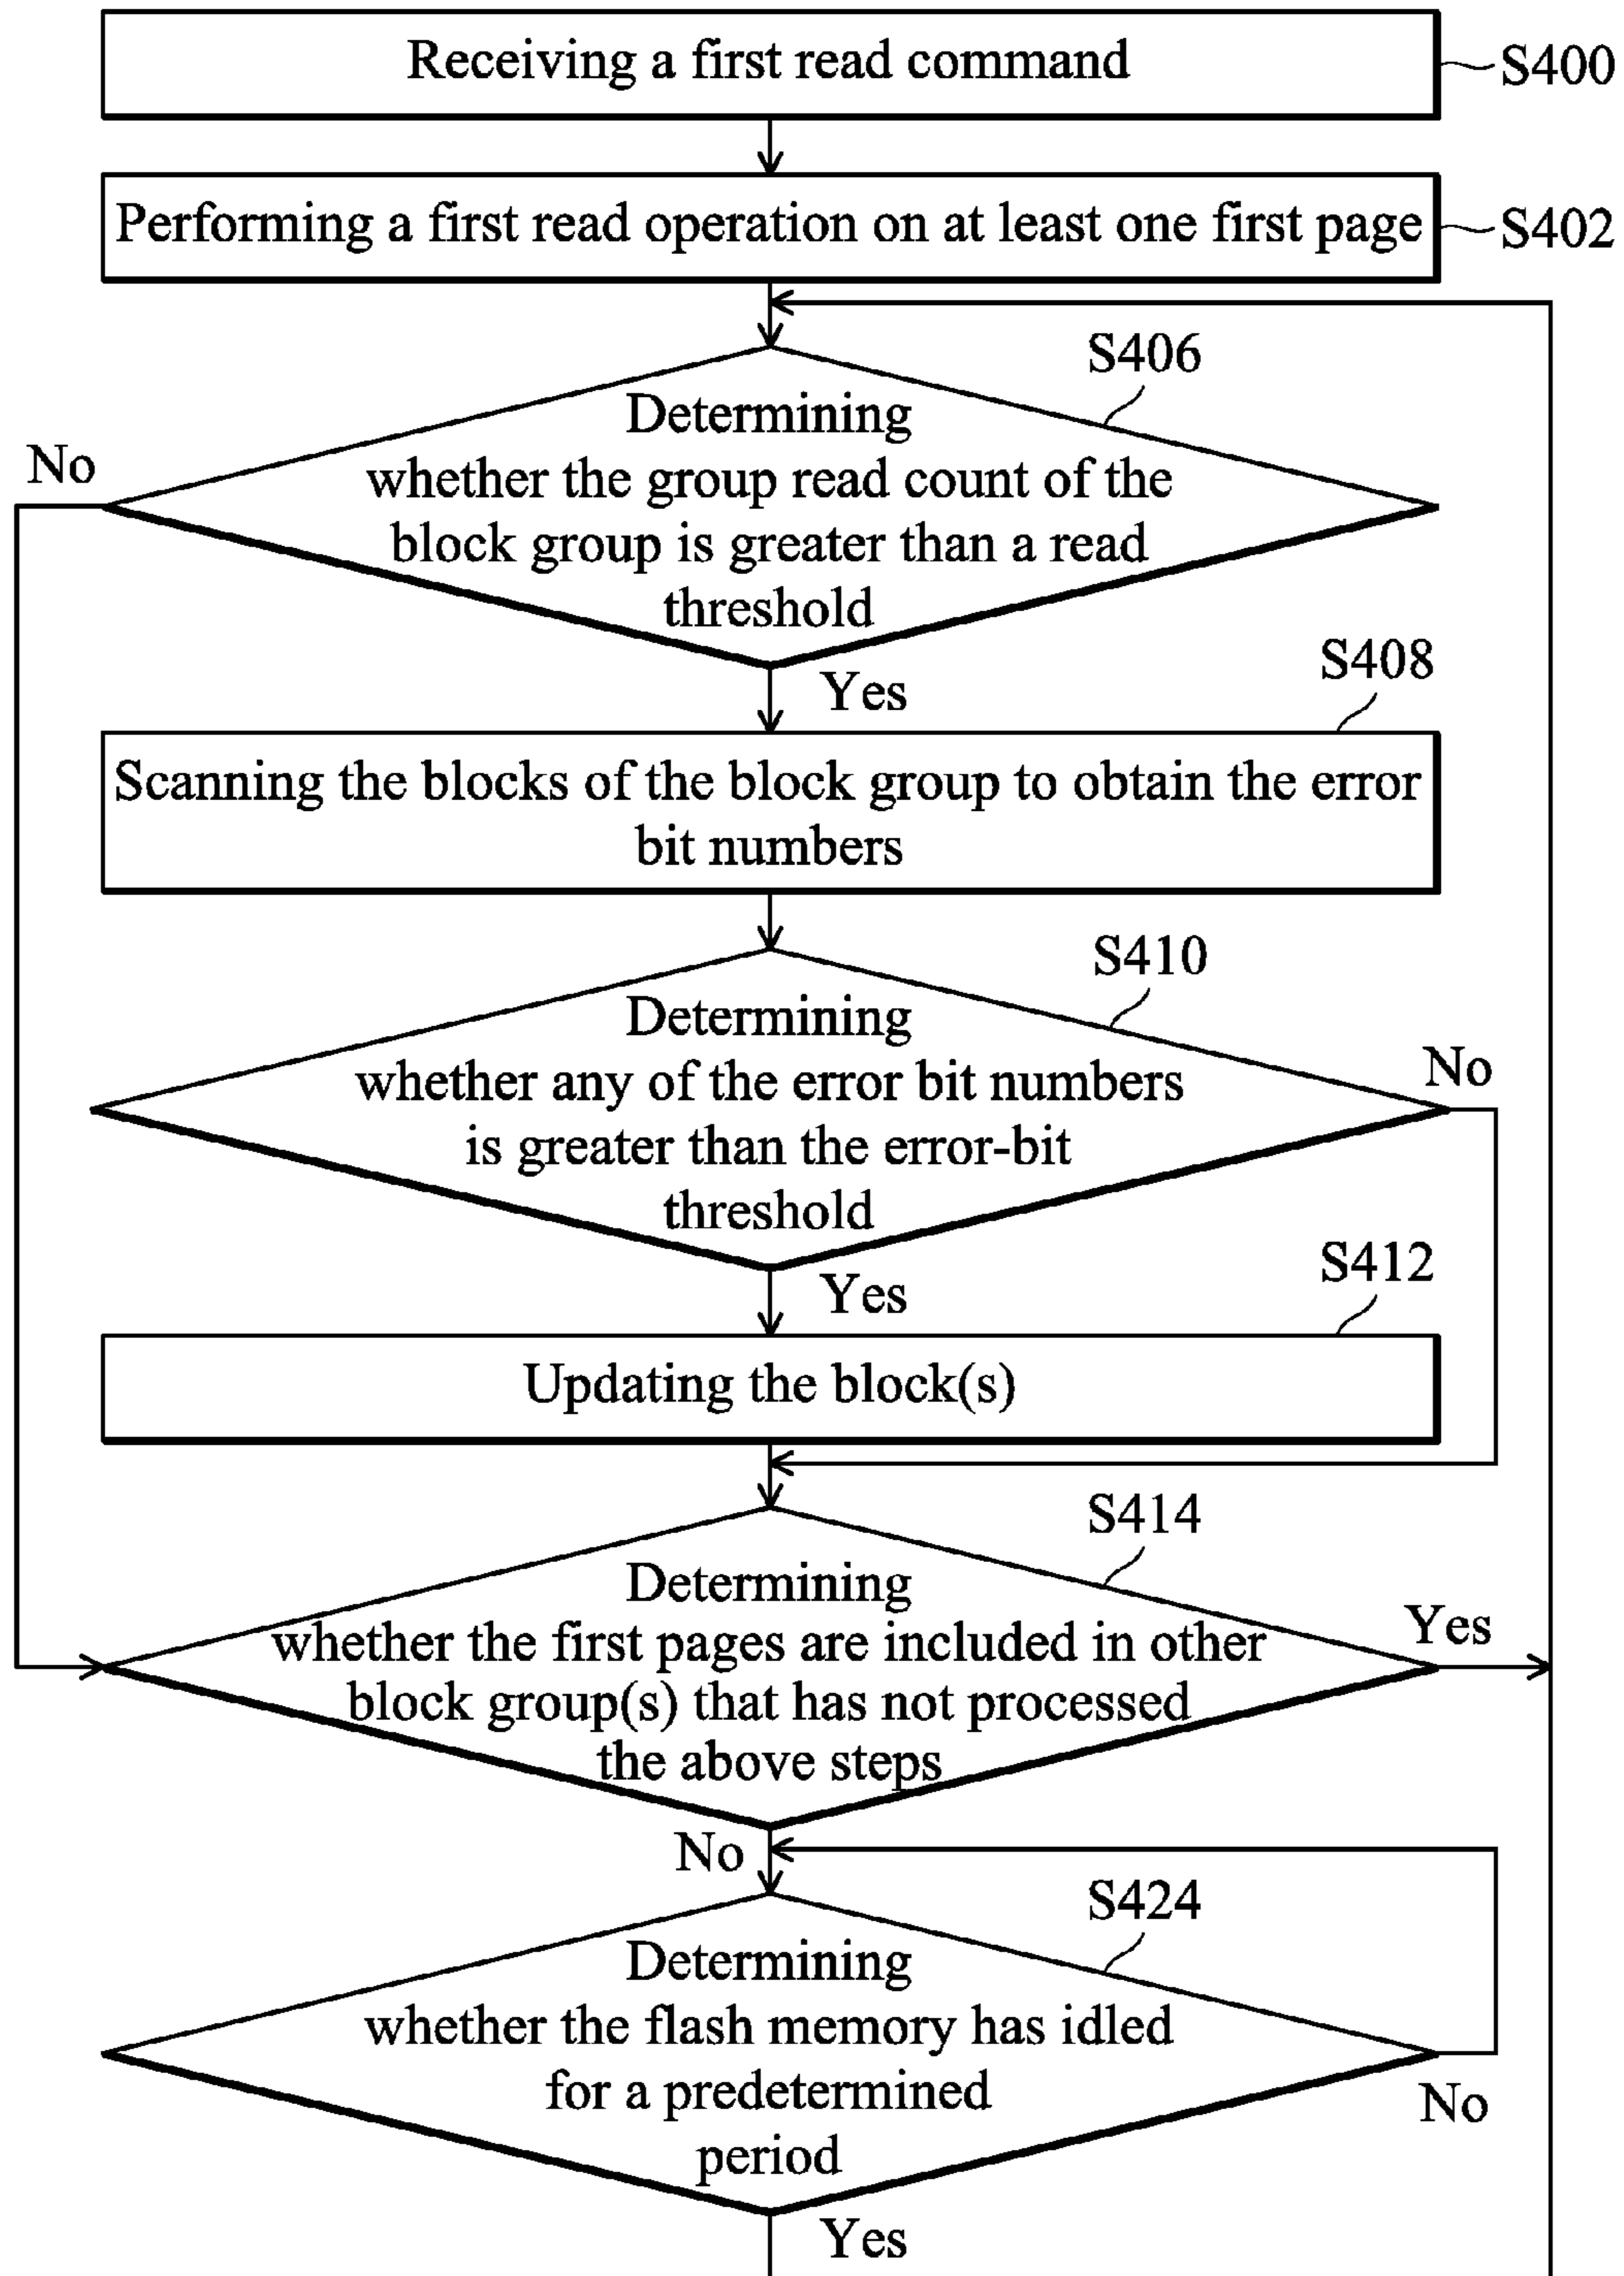 Receiving a first read command
S400
Performing a first read operation on at least one first page
S402
S406
Determining
whether the group read count of the
block group is greater than a read
threshold
No
Yes
S408
Scanning the blocks of the block group to obtain the error
bit numbers
S410
Determining
whether any of the error bit numbers
is greater than the error-bit
threshold
No
Yes
S412
Updating the block(s)
S414
Determining
whether the first pages are included in other
block group(s) that has not processed
the above steps
Yes
No
S424
Determining
whether the flash memory has idled
for a predetermined
period
No
Yes